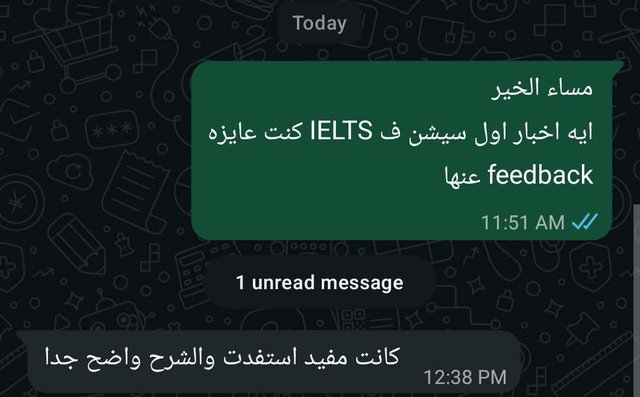 Today
مساء الخير
ايه اخبار اول سيشن ف IELTS كنت عايزه
feedback عنها
11:51 AM
1 unread message
كانت مفيد استفدت والشرح واضح جدا
12:38 PM